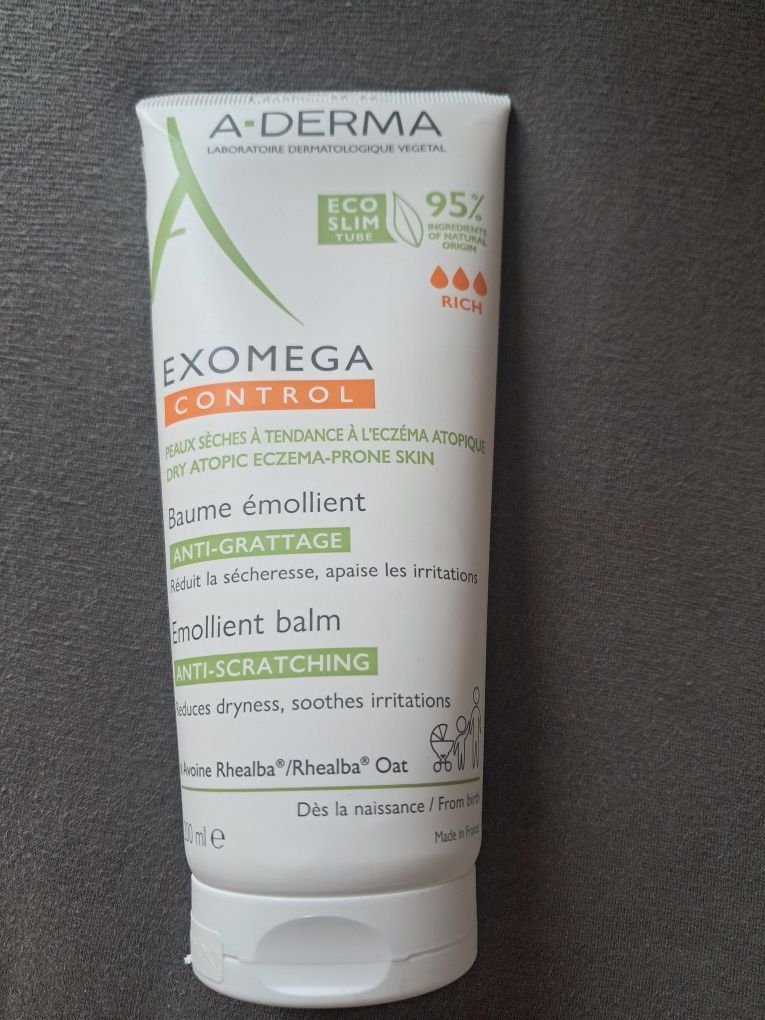 A-DERMA
LABORATOIRE DERMATOLOGIQUE VEGETAL
ECO
SLIM
TUBE
95%
INGREDIENTS
OF NATURAL
ORIGIN
RICH
EXOMEGA
CONTROL
PEAUX SÈCHES À TENDANCE À L'ECZÉMA ATOPIQUE
DRY ATOPIC ECZEMA-PRONE SKIN
Baume émollient
ANTI-GRATTAGE
Réduit la sécheresse, apaise les irritations
Emollient balm
ANTI-SCRATCHING
Reduces dryness, soothes irritations
Avoine Rhealba®/Rhealba® Oat
Dès la naissance / From birth
ml e
Made in France